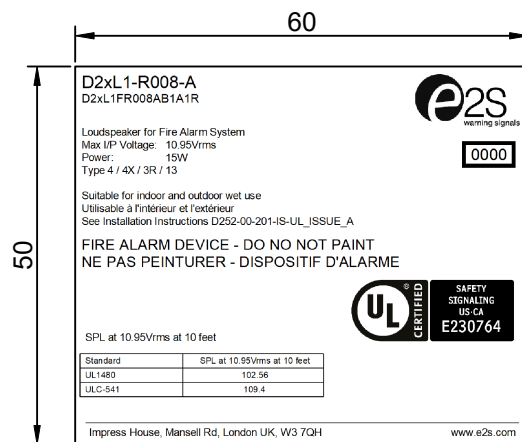 60
50
D2xL1-R008-A
D2xL1FR008AB1A1R
e2S
warning signals
0000
Loudspeaker for Fire Alarm System
Max I/P Voltage: 10.95Vrms
Power: 15W
Type 4 / 4X / 3R / 13
Suitable for indoor and outdoor wet use
Utilisable à l'intérieur et l'extérieur
See Installation Instructions D252-00-201-IS-UL_ISSUE_A
FIRE ALARM DEVICE - DO NO NOT PAINT
NE PAS PEINTURER - DISPOSITIF D'ALARME
UL ®
CERTIFIED
SAFETY
SIGNALING
US-CA
E230764
SPL at 10.95Vrms at 10 feet
Standard SPL at 10.95Vrms at 10 feet
UL1480 102.56
ULC-541 109.4
Impress House, Mansell Rd, London UK, W3 7QH www.e2s.com